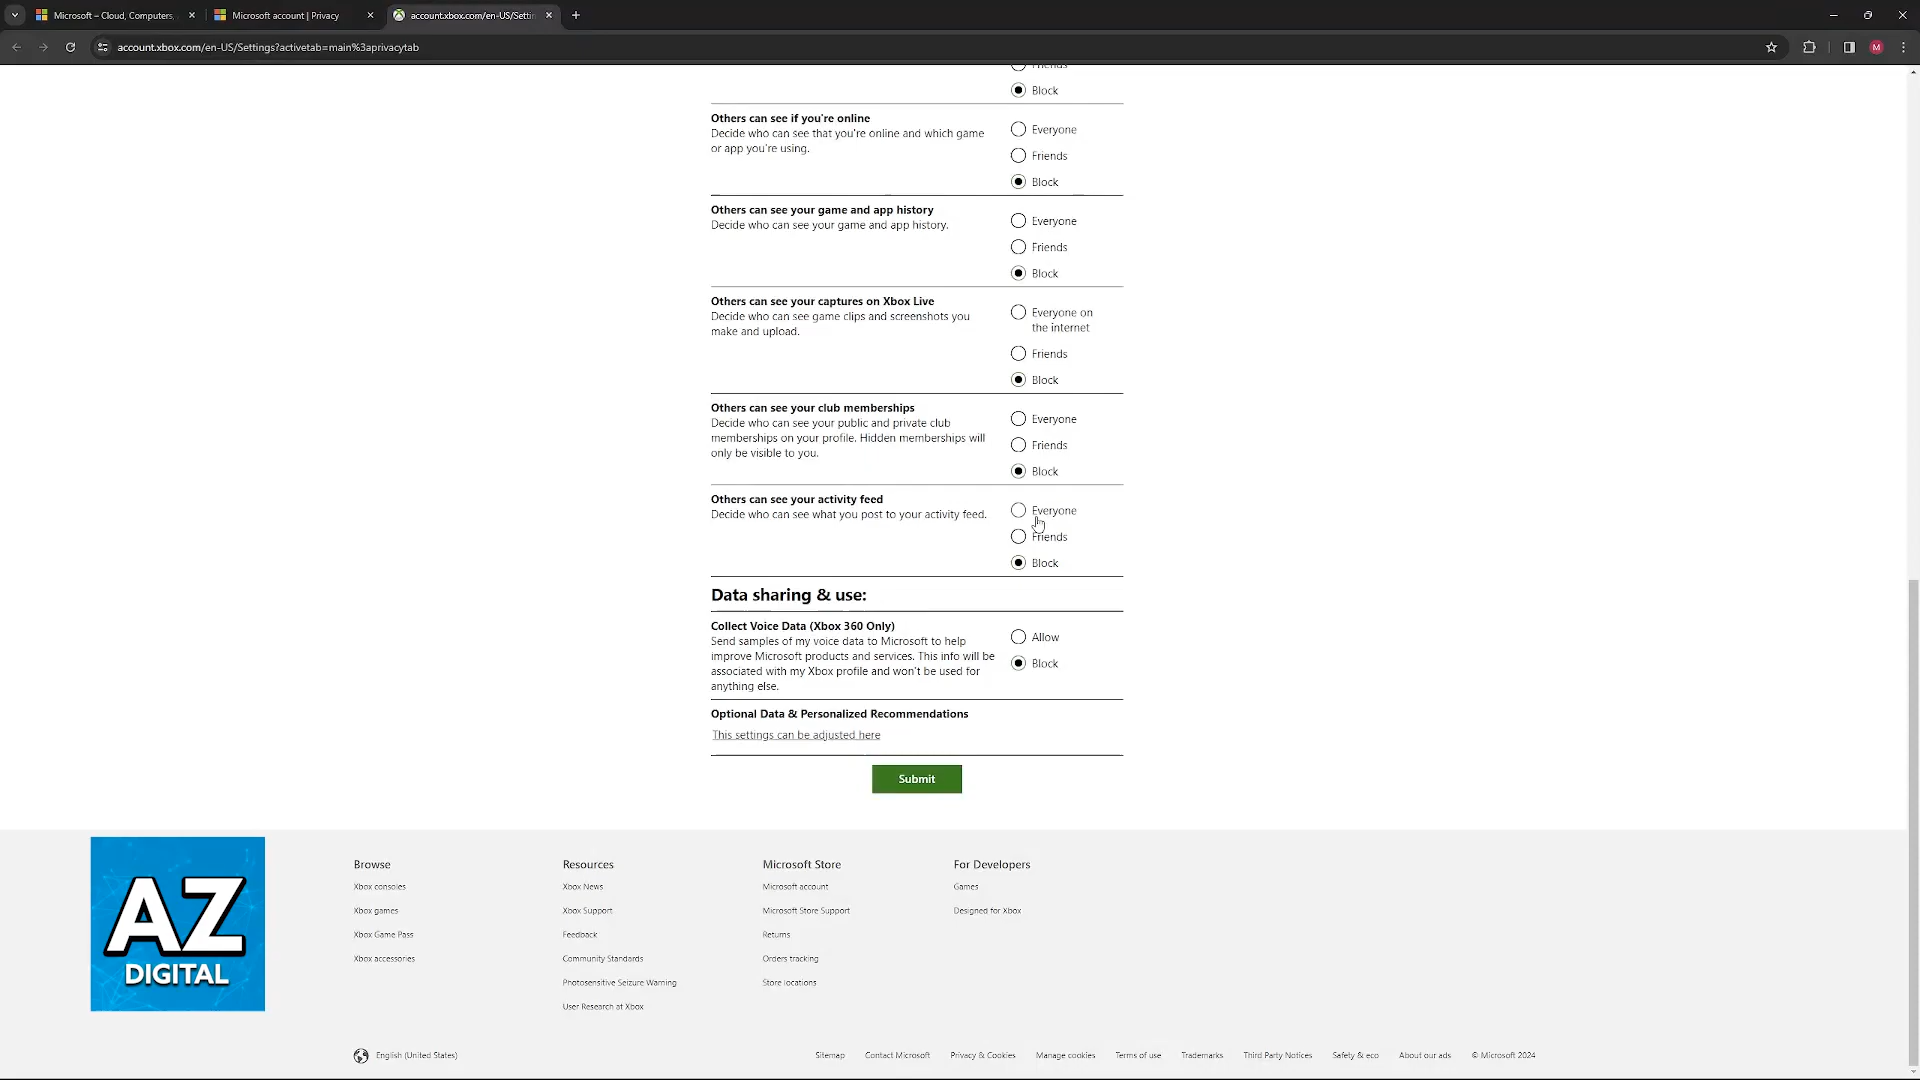 Microsoft – Cloud, Computers,
Microsoft account | Privacy
account.xbox.com/en-US/Settin
account.xbox.com/en-US/Settings?activetab=main%3aprivacytab
M
Friends
Block
Others can see if you're online
Decide who can see that you're online and which game
or app you're using.
Everyone
Friends
Block
Others can see your game and app history
Decide who can see your game and app history.
Everyone
Friends
Block
Others can see your captures on Xbox Live
Decide who can see game clips and screenshots you
make and upload.
Everyone on
the internet
Friends
Block
Others can see your club memberships
Decide who can see your public and private club
memberships on your profile. Hidden memberships will
only be visible to you.
Everyone
Friends
Block
Others can see your activity feed
Decide who can see what you post to your activity feed.
Everyone
Friends
Block
Data sharing & use:
Collect Voice Data (Xbox 360 Only)
Send samples of my voice data to Microsoft to help
improve Microsoft products and services. This info will be
associated with my Xbox profile and won't be used for
anything else.
Allow
Block
Optional Data & Personalized Recommendations
This settings can be adjusted here
Submit
AZ
DIGITAL
Browse
Xbox consoles
Xbox games
Xbox Game Pass
Xbox accessories
Resources
Xbox News
Xbox Support
Feedback
Community Standards
Photosensitive Seizure Warning
User Research at Xbox
Microsoft Store
Microsoft account
Microsoft Store Support
Returns
Orders tracking
Store locations
For Developers
Games
Designed for Xbox
English (United States)
Sitemap
Contact Microsoft
Privacy & Cookies
Manage cookies
Terms of use
Trademarks
Third Party Notices
Safety & eco
About our ads
© Microsoft 2024